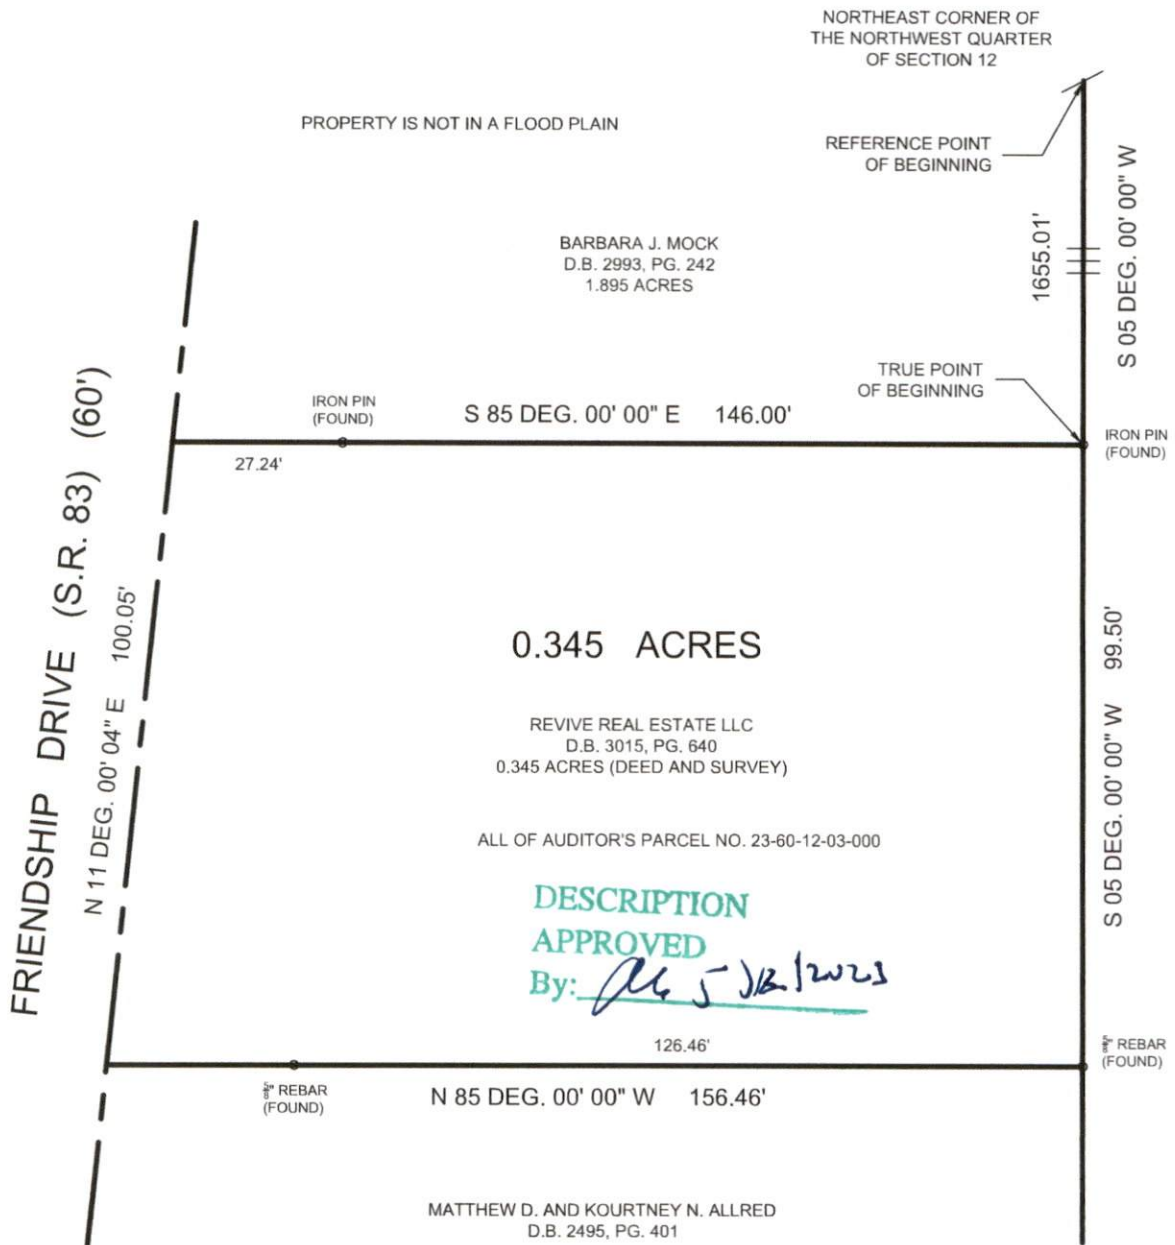 NORTHEAST CORNER OF
THE NORTHWEST QUARTER
OF SECTION 12
PROPERTY IS NOT IN A FLOOD PLAIN
REFERENCE POINT
OF BEGINNING
S 05 DEG. 00' 00" W
1655.01'
BARBARA J. MOCK
D.B. 2993, PG. 242
1.895 ACRES
TRUE POINT
OF BEGINNING
IRON PIN
(FOUND)
S 85 DEG. 00' 00" E 146.00'
IRON PIN
(FOUND)
27.24'
FRIENDSHIP DRIVE (S.R. 83) (60')
N 11 DEG. 00' 04" E 100.05'
0.345 ACRES
S 05 DEG. 00' 00" W 99.50'
REVIVE REAL ESTATE LLC
D.B. 3015, PG. 640
0.345 ACRES (DEED AND SURVEY)
ALL OF AUDITOR'S PARCEL NO. 23-60-12-03-000
DESCRIPTION
APPROVED
By:
126.46'
⅝" REBAR
(FOUND)
⅝" REBAR
(FOUND)
N 85 DEG. 00' 00" W 156.46'
MATTHEW D. AND KOURTNEY N. ALLRED
D.B. 2495, PG. 401